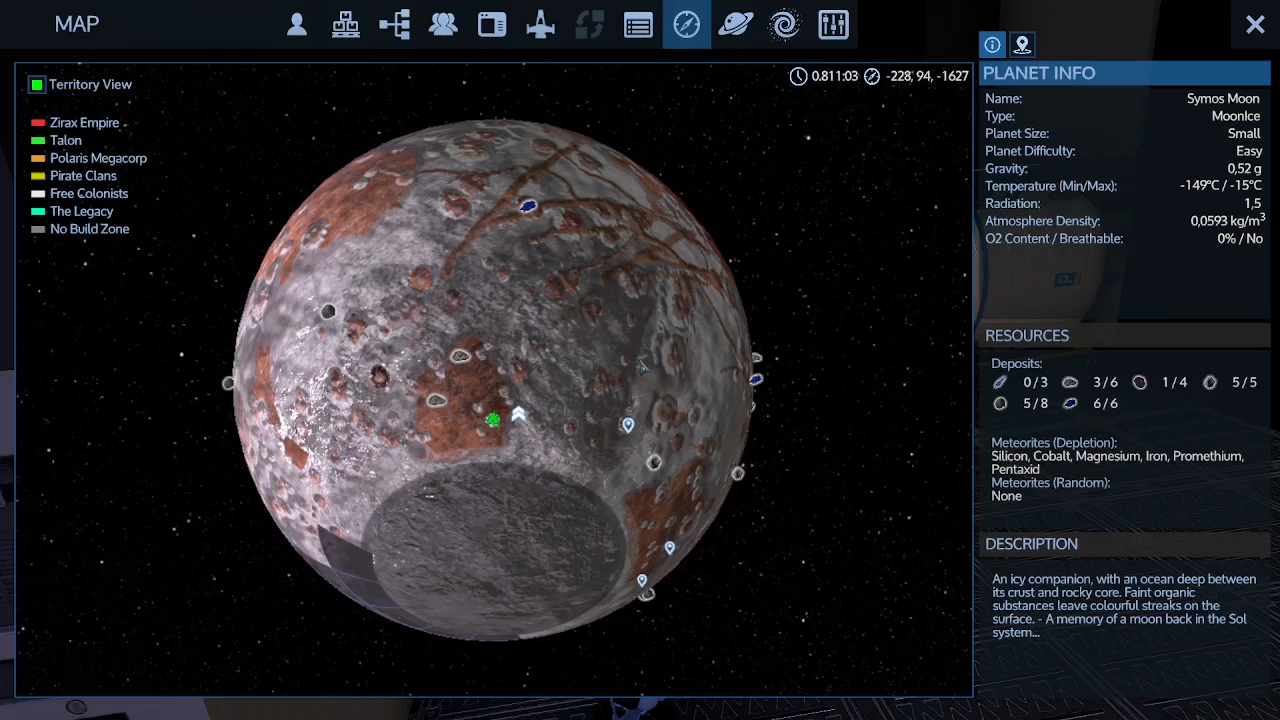 MAP
Territory View
0.811:03 -228, 94, -1627
Zirax Empire
Talon
Polaris Megacorp
Pirate Clans
Free Colonists
The Legacy
No Build Zone
PLANET INFO
Name: Symos Moon
Type: MoonIce
Planet Size: Small
Planet Difficulty: Easy
Gravity: 0,52 g
Temperature (Min/Max): -149°C / -15°C
Radiation: 1,5
Atmosphere Density: 0,0593 kg/m³
O2 Content / Breathable: 0% / No
RESOURCES
Deposits:
0/3 3/6 1/4 5/5
5/8 6/6
Meteorites (Depletion):
Silicon, Cobalt, Magnesium, Iron, Promethium,
Pentaxid
Meteorites (Random):
None
DESCRIPTION
An icy companion, with an ocean deep between
its crust and rocky core. Faint organic
substances leave colourful streaks on the
surface. - A memory of a moon back in the Sol
system...